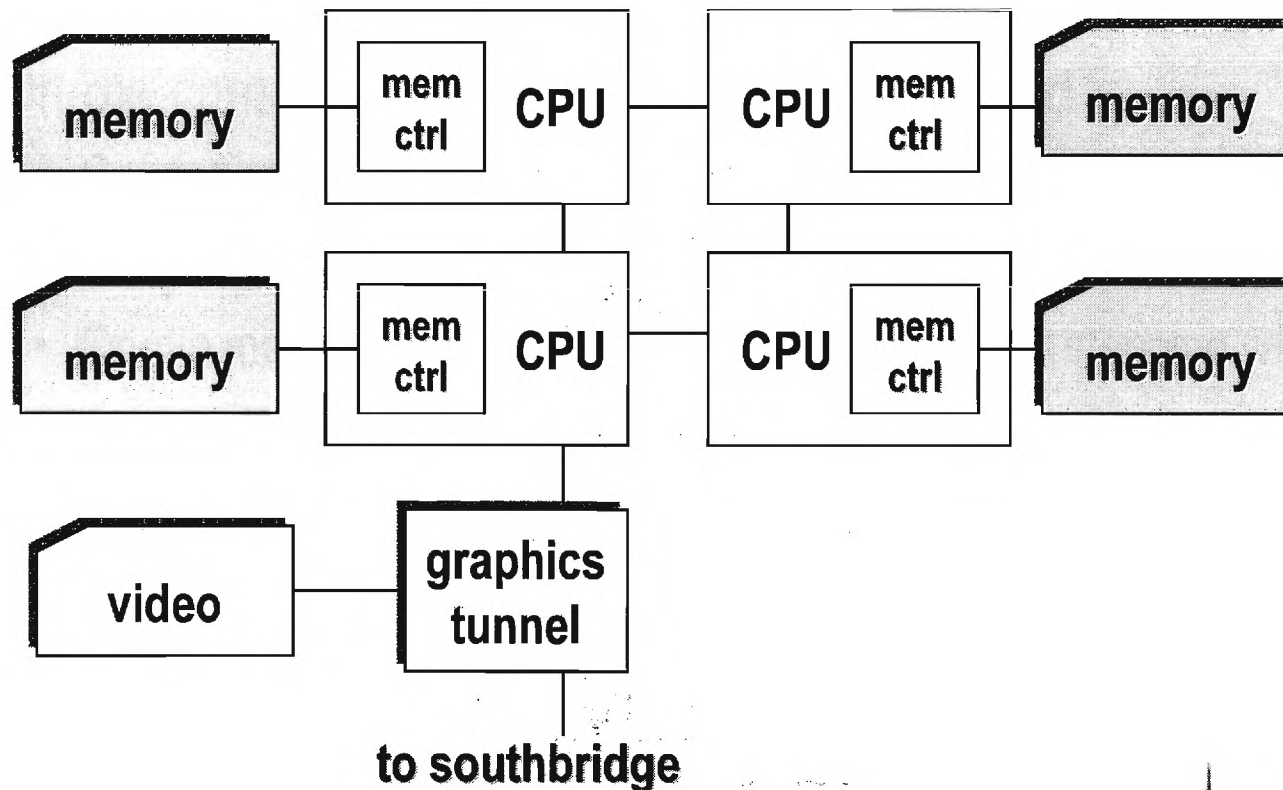 memory
mem
ctrl
CPU
CPU
mem
ctrl
memory
memory
mem
ctrl
CPU
CPU
mem
ctrl
memory
video
graphics
tunnel
to southbridge